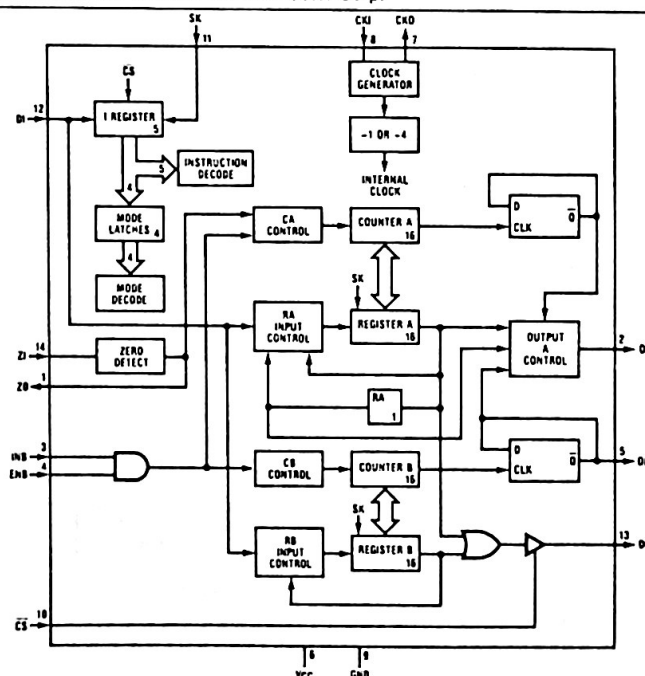 SK
CKI
CKO
11
8
7
CS
CLOCK
GENERATOR
12
DI
I REGISTER
5
÷1 OR ÷4
5
INSTRUCTION
DECODE
INTERNAL
CLOCK
4
MODE
LATCHES 4
CA
CONTROL
COUNTER A
16
D
Q
CLK
4
MODE
DECODE
SK
RA
INPUT
CONTROL
REGISTER A
16
OUTPUT
A
CONTROL
2
14
ZI
ZERO
DETECT
1
ZO
RA
1
INB
3
ENB
4
CB
CONTROL
COUNTER B
16
D
Q
CLK
5
SK
RB
INPUT
CONTROL
REGISTER B
16
13
CS
10
6
9
VCC
GND